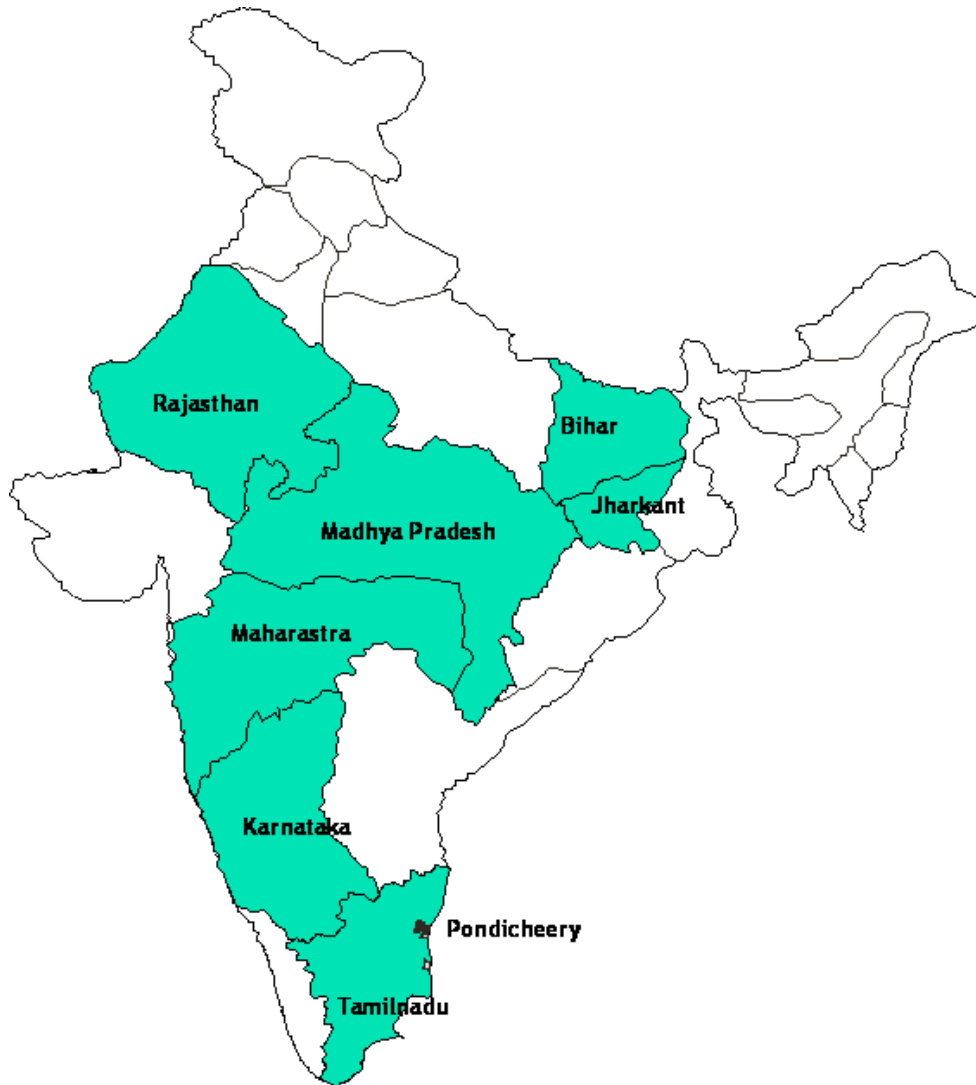 Rajasthan
Bihar
Jharkant
Madhya Pradesh
Maharastra
Karnataka
Pondicheery
Tamilnadu